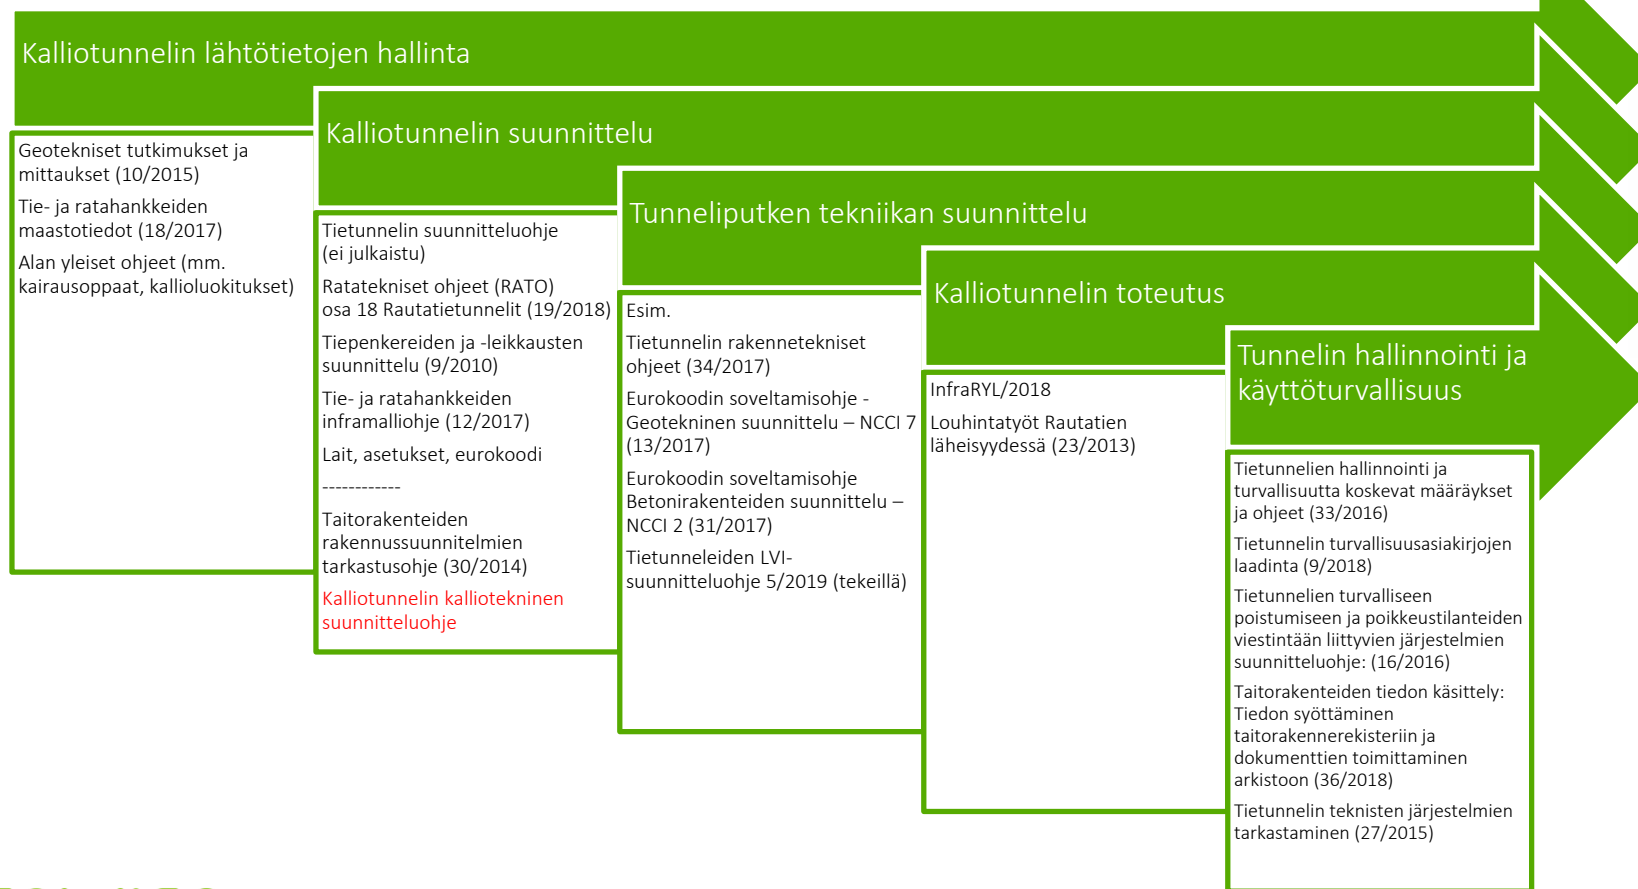 Kalliotunnelin lähtötietojen hallinta
Geotekniset tutkimukset ja
mittaukset (10/2015)
Tie- ja ratahankkeiden
maastotiedot (18/2017)
Alan yleiset ohjeet (mm.
kairausoppaat, kallioluokitukset)
Kalliotunnelin suunnittelu
Tietunnelin suunnitteluohje
(ei julkaistu)
Ratatekniset ohjeet (RATO)
osa 18 Rautatietunnelit (19/2018)
Tiepenkereiden ja -leikkausten
suunnittelu (9/2010)
Tie- ja ratahankkeiden
inframalliohje (12/2017)
Lait, asetukset, eurokoodi
------------
Taitorakenteiden
rakennussuunnitelmien
tarkastusohje (30/2014)
Kalliotunnelin kalliotekninen
suunnitteluohje
Tunneliputken tekniikan suunnittelu
Esim.
Tietunnelin rakennetekniset
ohjeet (34/2017)
Eurokoodin soveltamisohje -
Geotekninen suunnittelu – NCCI 7
(13/2017)
Eurokoodin soveltamisohje
Betonirakenteiden suunnittelu –
NCCI 2 (31/2017)
Tietunneleiden LVI-
suunnitteluohje 5/2019 (tekeillä)
Kalliotunnelin toteutus
InfraRYL/2018
Louhintatyöt Rautatien
läheisyydessä (23/2013)
Tunnelin hallinnointi ja
käyttöturvallisuus
Tietunnelien hallinnointi ja
turvallisuutta koskevat määräykset
ja ohjeet (33/2016)
Tietunnelin turvallisuusasiakirjojen
laadinta (9/2018)
Tietunnelien turvalliseen
poistumiseen ja poikkeustilanteiden
viestintään liittyvien järjestelmien
suunnitteluohje: (16/2016)
Taitorakenteiden tiedon käsittely:
Tiedon syöttäminen
taitorakennerekisteriin ja
dokumenttien toimittaminen
arkistoon (36/2018)
Tietunnelin teknisten järjestelmien
tarkastaminen (27/2015)